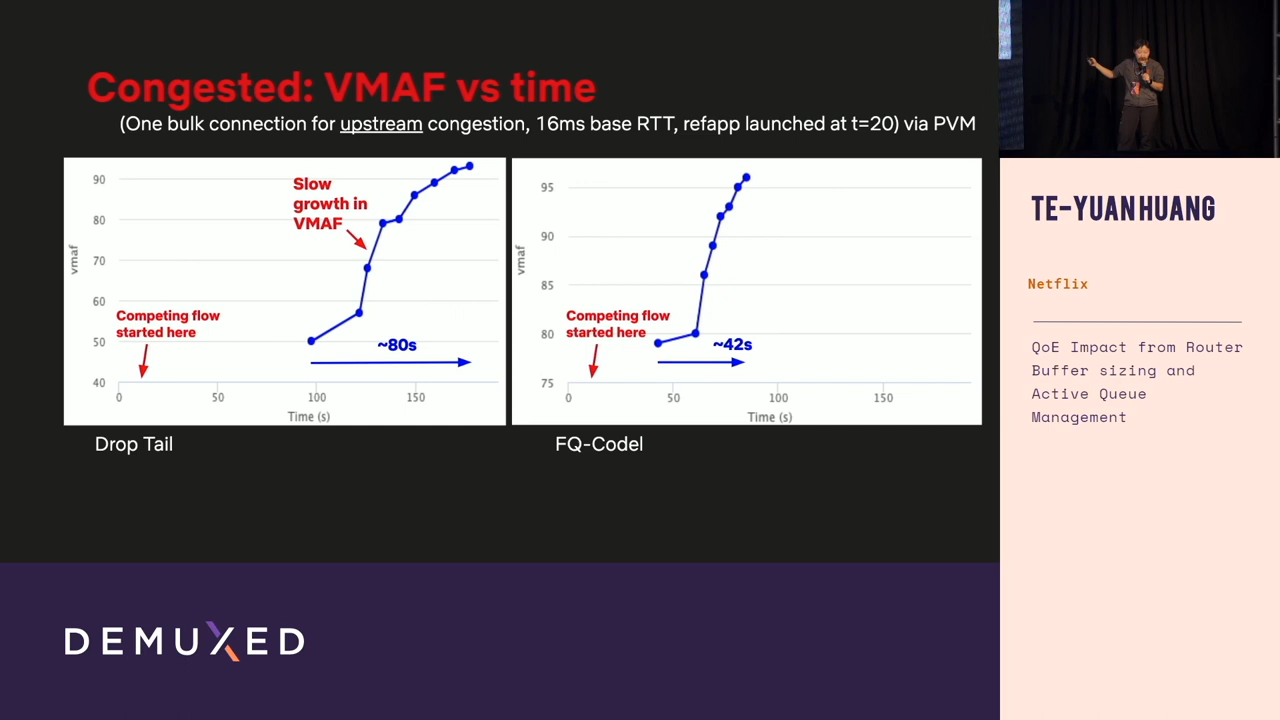 Congested: VMAF vs time
(One bulk connection for upstream congestion, 16ms base RTT, refapp launched at t=20) via PVM
90
80
70
60
50
40
vmaf
Slow
growth in
VMAF
Competing flow
started here
~80s
0
50
100
150
Time (s)
Drop Tail
95
90
85
80
75
vmaf
Competing flow
started here
~42s
0
50
100
150
Time (s)
FQ-Codel
DEMUXED
TE-YUAN HUANG
Netflix
QoE Impact from Router
Buffer sizing and
Active Queue
Management